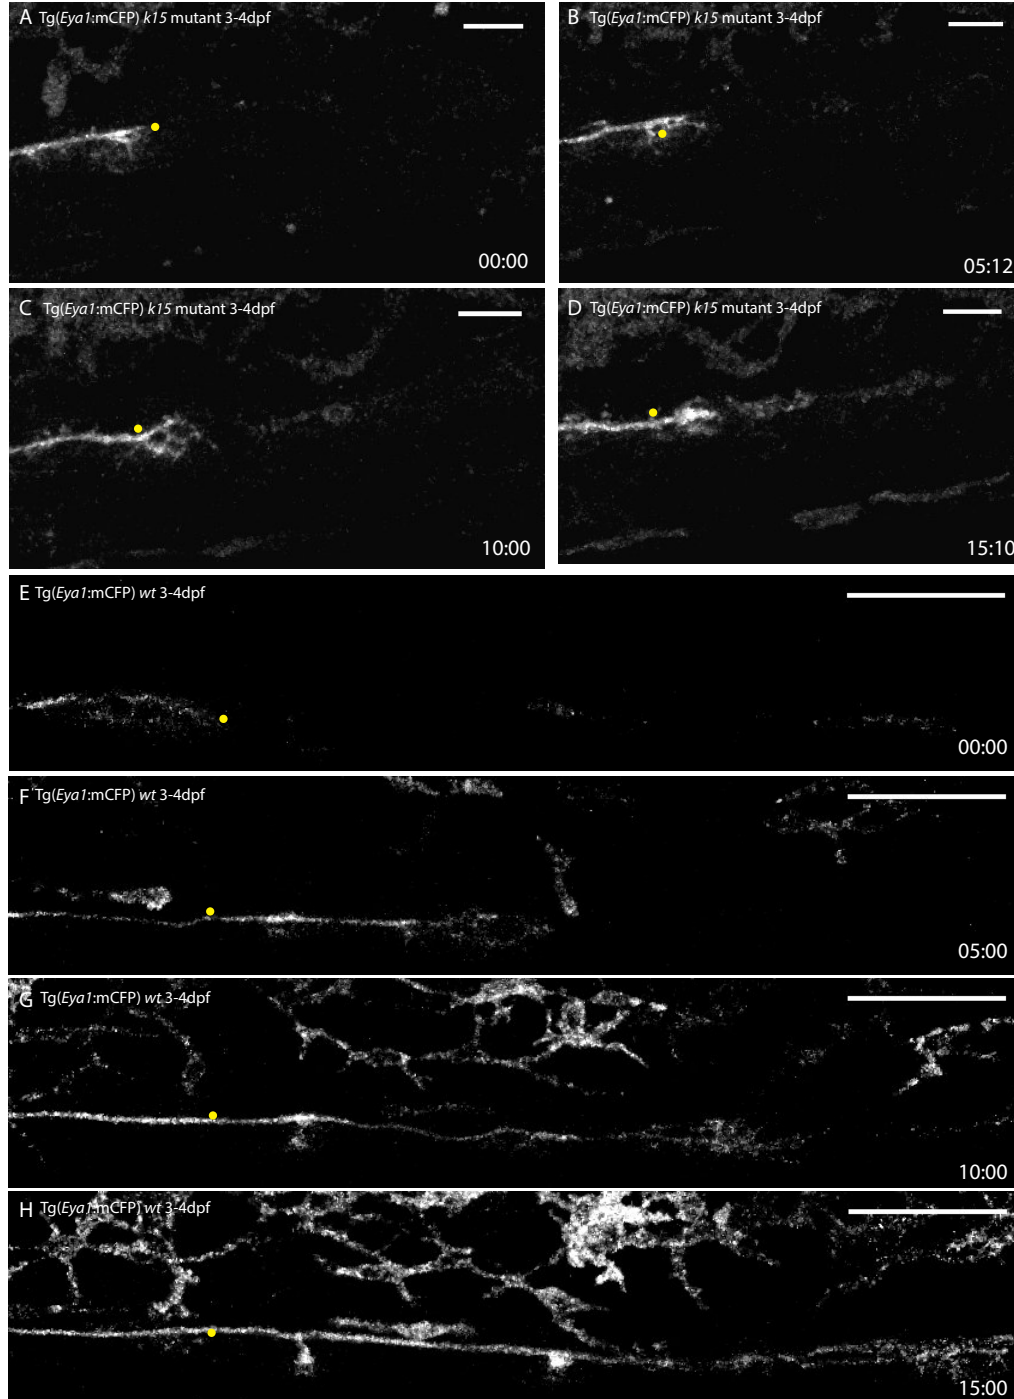 A Tg(Eya1:mCFP) k15 mutant 3-4dpf
00:00
B Tg(Eya1:mCFP) k15 mutant 3-4dpf
05:12
C Tg(Eya1:mCFP) k15 mutant 3-4dpf
10:00
D Tg(Eya1:mCFP) k15 mutant 3-4dpf
15:10
E Tg(Eya1:mCFP) wt 3-4dpf
00:00
F Tg(Eya1:mCFP) wt 3-4dpf
05:00
G Tg(Eya1:mCFP) wt 3-4dpf
10:00
H Tg(Eya1:mCFP) wt 3-4dpf
15:00